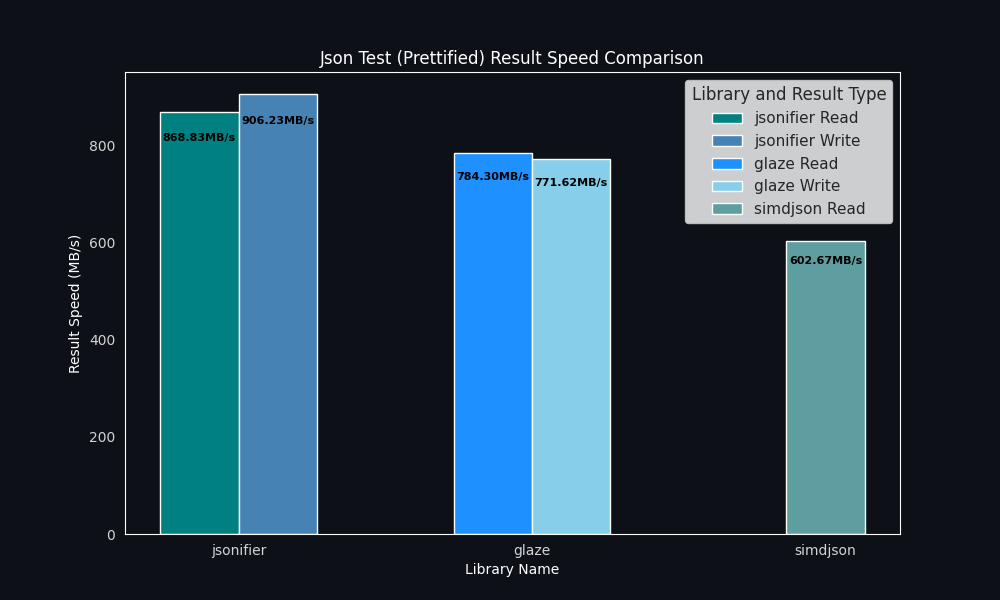 Json Test (Prettified) Result Speed Comparison
Library and Result Type
jsonifier Read
jsonifier Write
glaze Read
glaze Write
simdjson Read
868.83MB/s
906.23MB/s
784.30MB/s
771.62MB/s
602.67MB/s
Result Speed (MB/s)
800
600
400
200
0
jsonifier
glaze
simdjson
Library Name